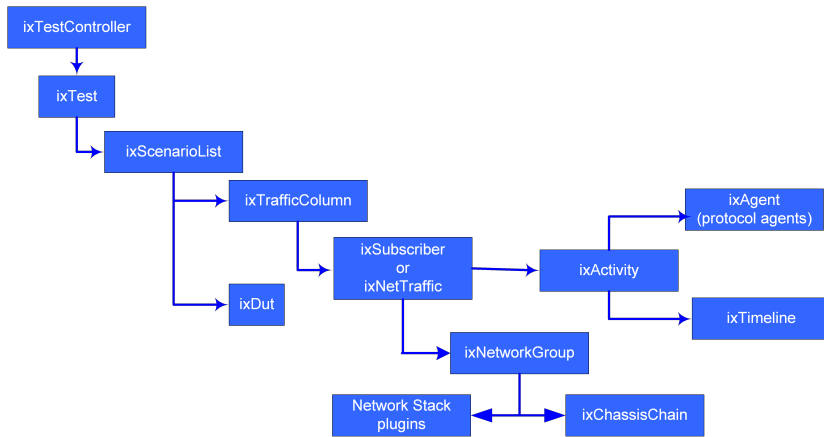 ixTestController
ixTest
ixScenarioList
ixTrafficColumn
ixDut
ixSubscriber
or
ixNetTraffic
ixActivity
ixAgent
(protocol agents)
ixTimeline
ixNetworkGroup
Network Stack
plugins
ixChassisChain